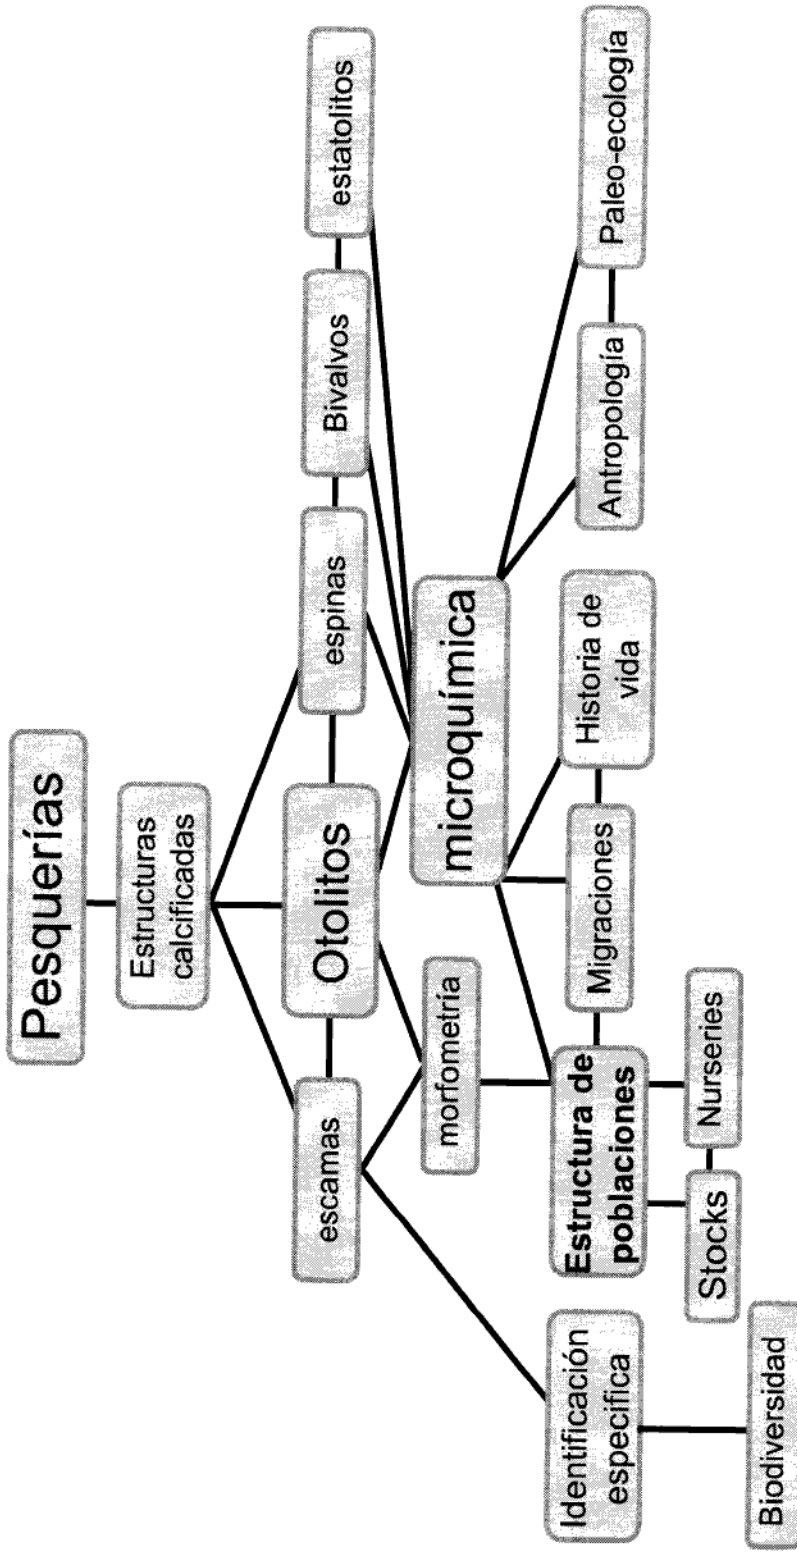 Pesquerías
Estructuras
calcificadas
escamas
Otolitos
espinas
Bivalvos
estatolitos
morfometría
microquímica
Identificación
especifica
Estructura de
poblaciones
Migraciones
Historia de
vida
Antropología
Paleo-ecología
Stocks
Nurseries
Biodiversidad